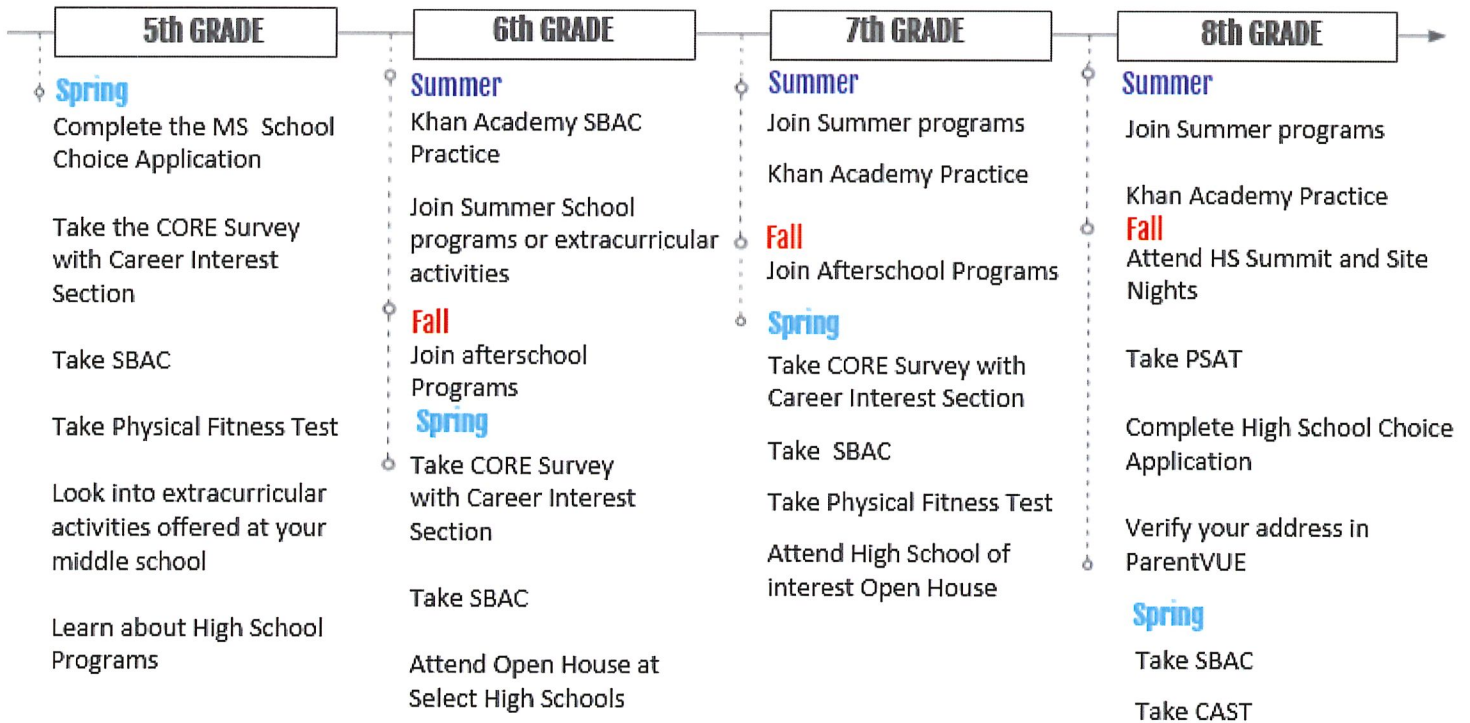 5th GRADE
Spring
Complete the MS School
Choice Application
Take the CORE Survey
with Career Interest
Section
Take SBAC
Take Physical Fitness Test
Look into extracurricular
activities offered at your
middle school
Learn about High School
Programs
6th GRADE
Summer
Khan Academy SBAC
Practice
Join Summer School
programs or extracurricular
activities
Fall
Join afterschool
Programs
Spring
Take CORE Survey
with Career Interest
Section
Take SBAC
Attend Open House at
Select High Schools
7th GRADE
Summer
Join Summer programs
Khan Academy Practice
Fall
Join Afterschool Programs
Spring
Take CORE Survey with
Career Interest Section
Take SBAC
Take Physical Fitness Test
Attend High School of
interest Open House
8th GRADE
Summer
Join Summer programs
Khan Academy Practice
Fall
Attend HS Summit and Site
Nights
Take PSAT
Complete High School Choice
Application
Verify your address in
ParentVUE
Spring
Take SBAC
Take CAST